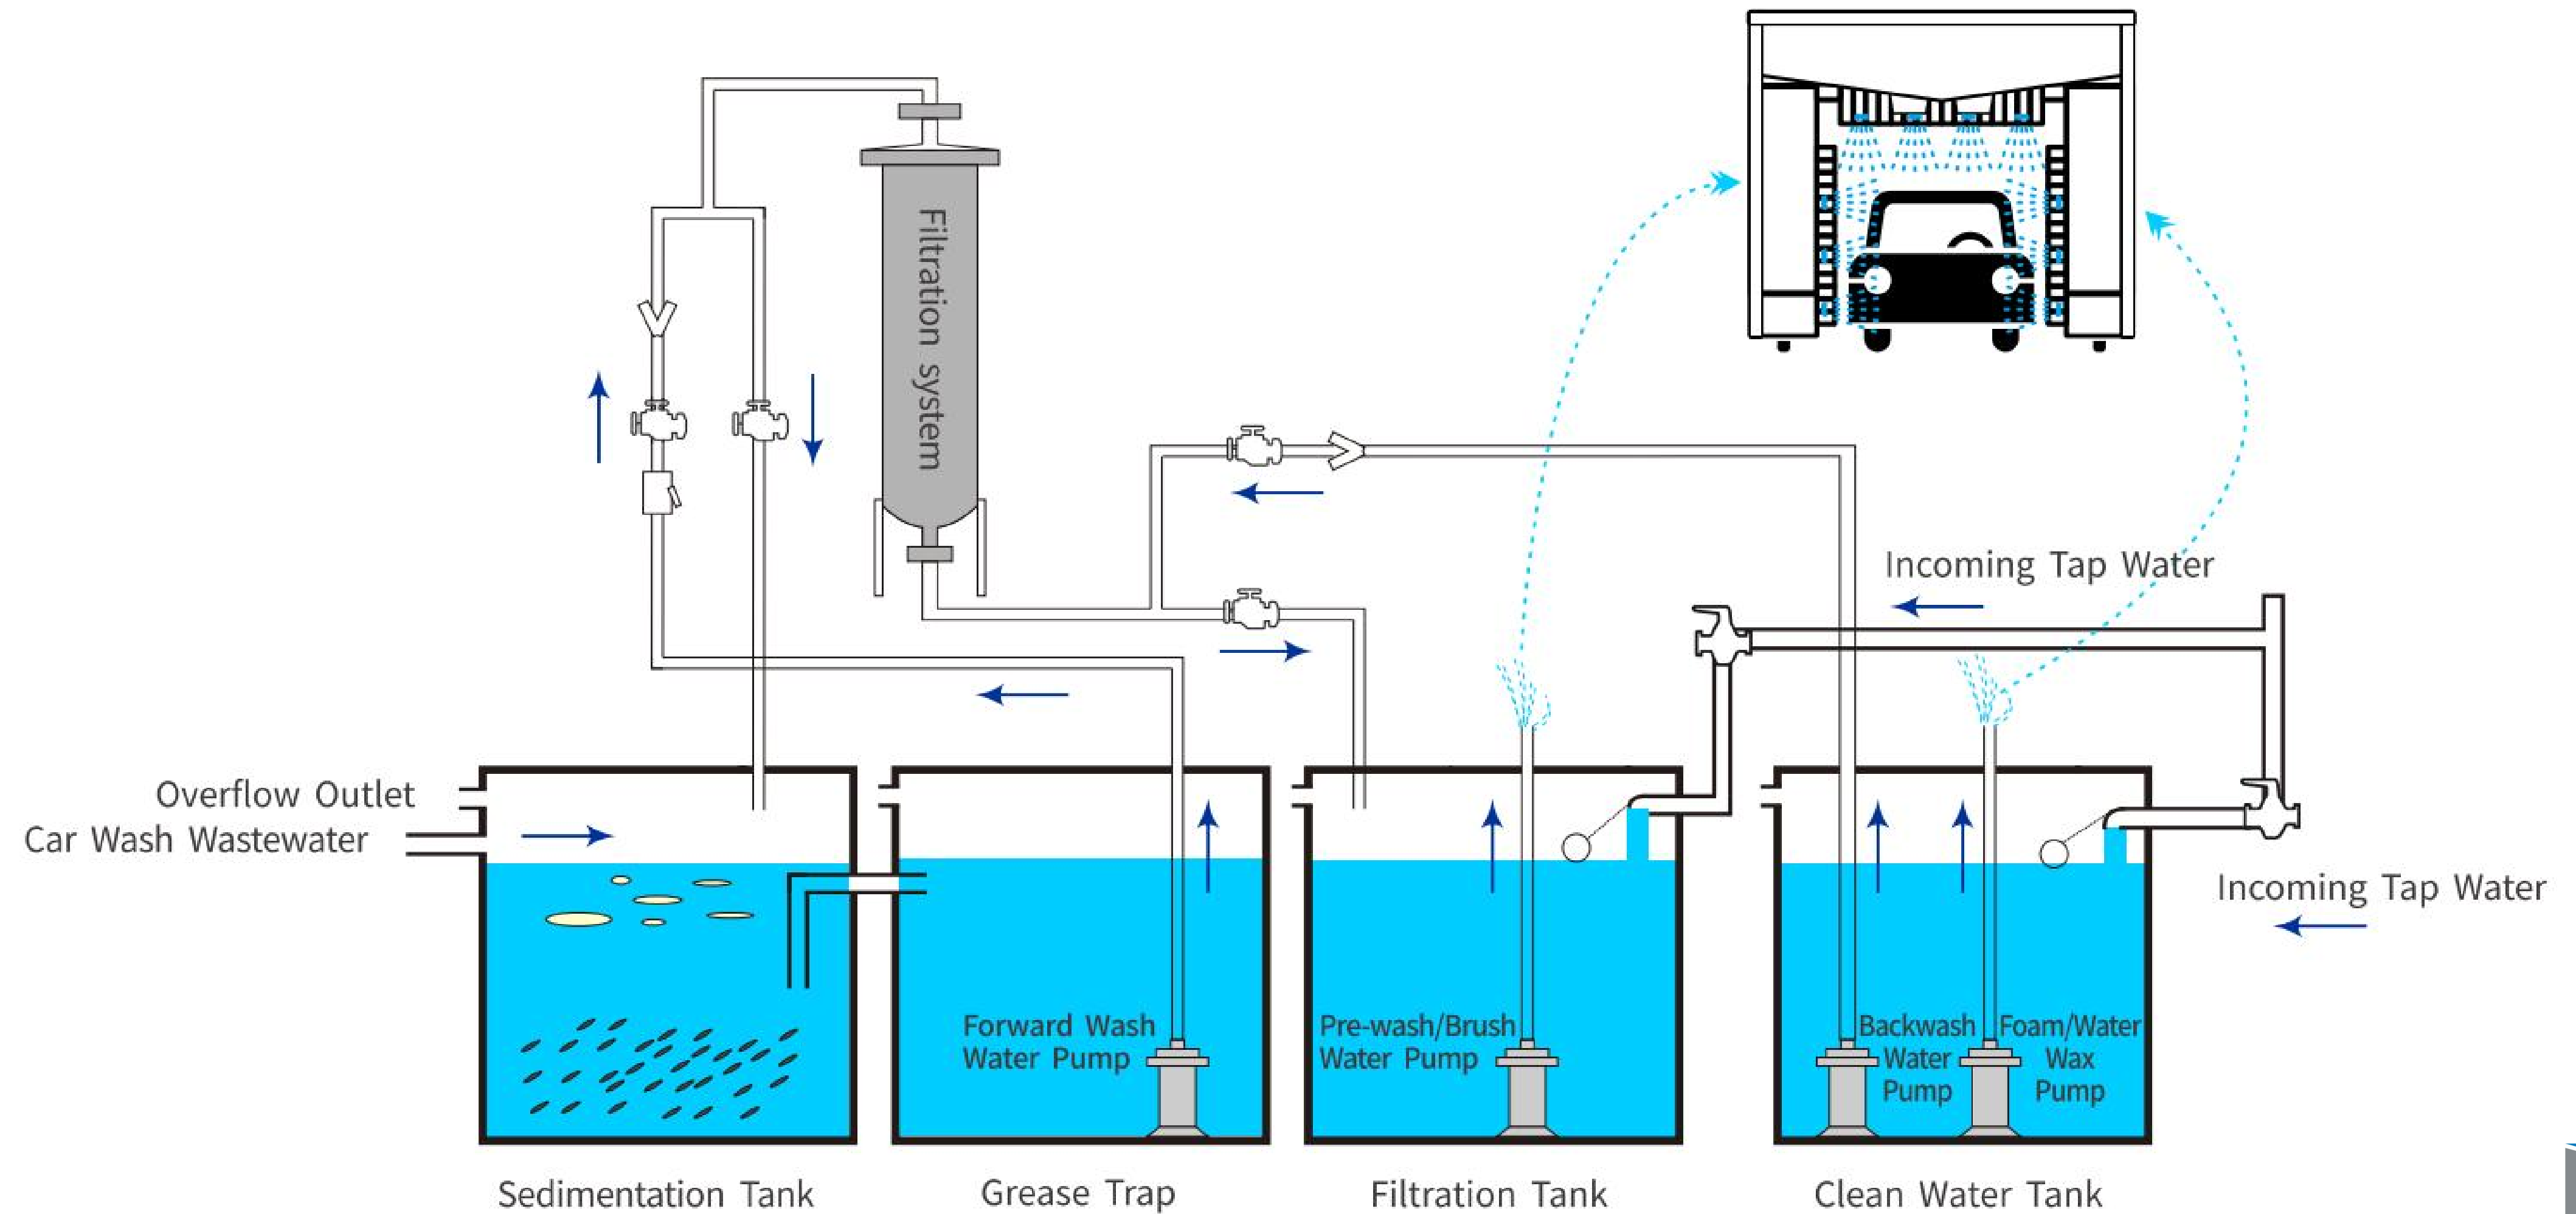 Filtration system
Incoming Tap Water
Overflow Outlet
Car Wash Wastewater
Incoming Tap Water
Forward Wash
Water Pump
Pre-wash/Brush
Water Pump
Backwash
Water
Pump
Foam/Water
Wax
Pump
Sedimentation Tank
Grease Trap
Filtration Tank
Clean Water Tank